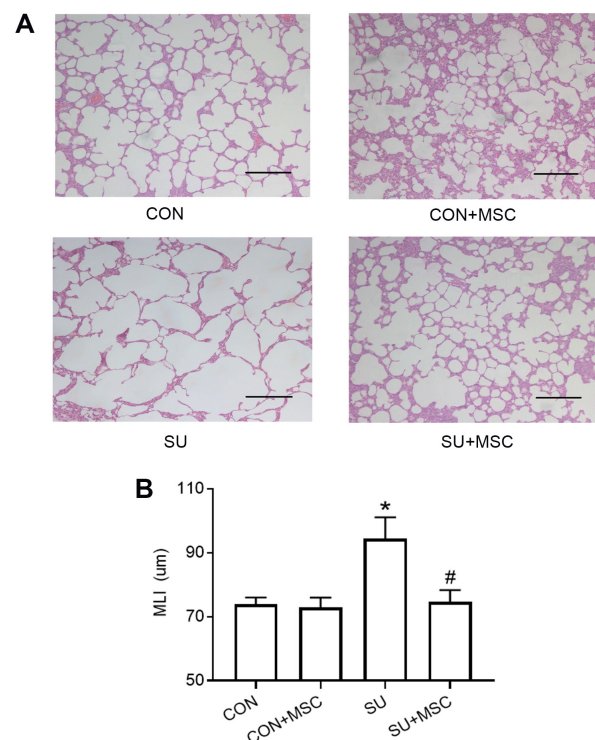 A
CON
CON+MSC
SU
SU+MSC
B
110
90
70
50
MLI (um)
*
#
CON
CON+MSC
SU
SU+MSC